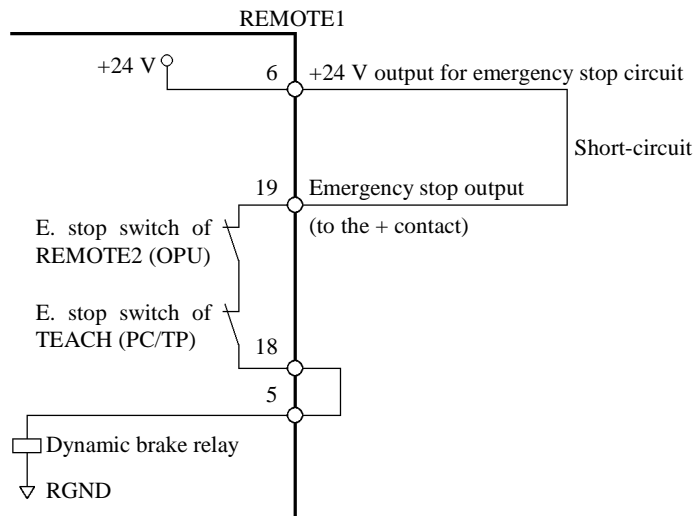 REMOTE1
+24 V
6
+24 V output for emergency stop circuit
Short-circuit
19
Emergency stop output
(to the + contact)
E. stop switch of
REMOTE2 (OPU)
E. stop switch of
TEACH (PC/TP)
18
5
Dynamic brake relay
RGND